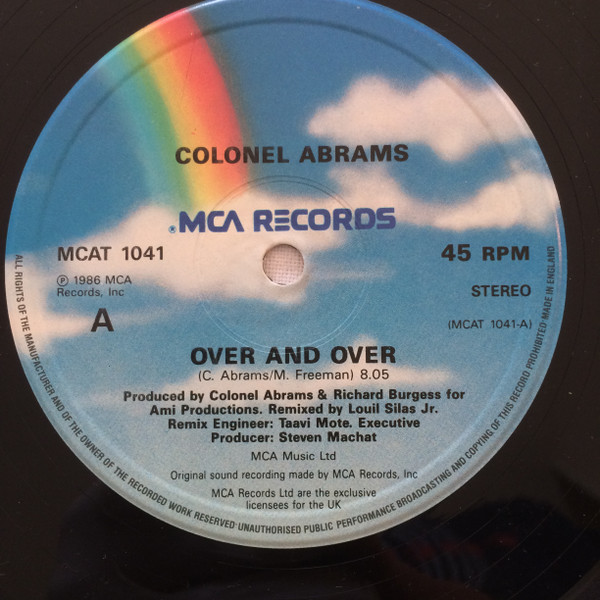 COLONEL ABRAMS
® MCA RECORDS
MCAT 1041
45 RPM
Ⓟ 1986 MCA
Records, Inc
STEREO
A
(MCAT 1041-A)
OVER AND OVER
(C. Abrams/M. Freeman) 8.05
Produced by Colonel Abrams & Richard Burgess for
Ami Productions. Remixed by Louil Silas Jr.
Remix Engineer: Taavi Mote. Executive
Producer: Steven Machat
MCA Music Ltd
Original sound recording made by MCA Records, Inc
MCA Records Ltd are the exclusive
licensees for the UK
ALL RIGHTS OF THE MANUFACTURER AND OF THE OWNER OF THE RECORDED WORK RESERVED·UNAUTHORISED PUBLIC PERFORMANCE BROADCASTING AND COPYING OF THIS RECORD PROHIBITED·MADE IN ENGLAND